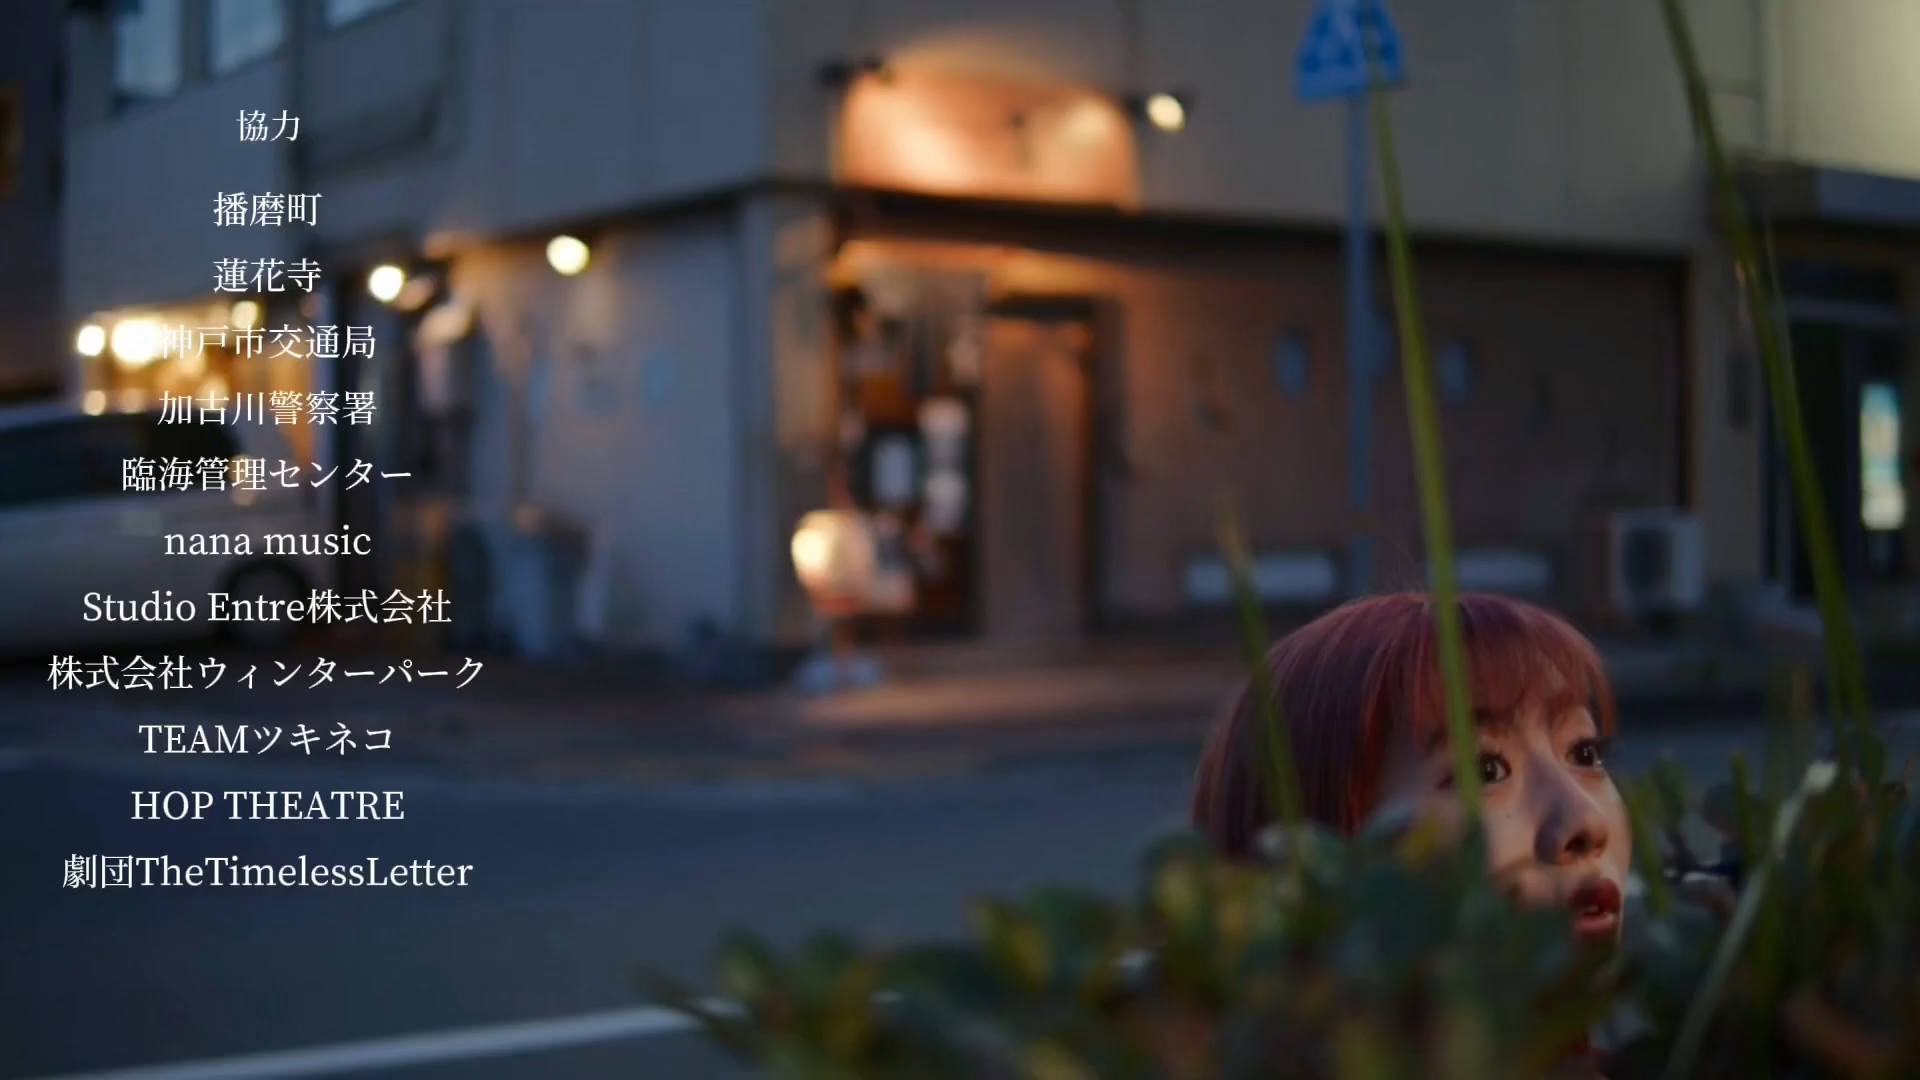 協力
播磨町
蓮花寺
神戸市交通局
加古川警察署
臨海管理センター
nana music
Studio Entre株式会社
株式会社ウィンターパーク
TEAMツキネコ
HOP THEATRE
劇団TheTimelessLetter